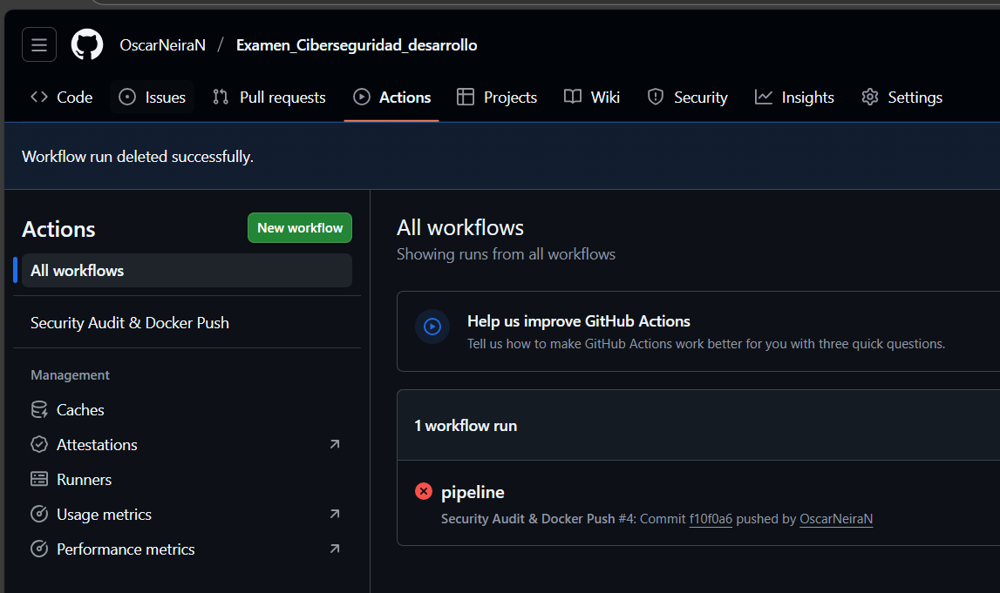 OscarNeiraN / Examen_Ciberseguridad_desarrollo
Code Issues Pull requests Actions Projects Wiki Security Insights Settings
Workflow run deleted successfully.
Actions
New workflow
All workflows
Security Audit & Docker Push
Management
Caches
Attestations
Runners
Usage metrics
Performance metrics
All workflows
Showing runs from all workflows
Help us improve GitHub Actions
Tell us how to make GitHub Actions work better for you with three quick questions.
1 workflow run
pipeline
Security Audit & Docker Push #4: Commit f10f0a6 pushed by OscarNeiraN